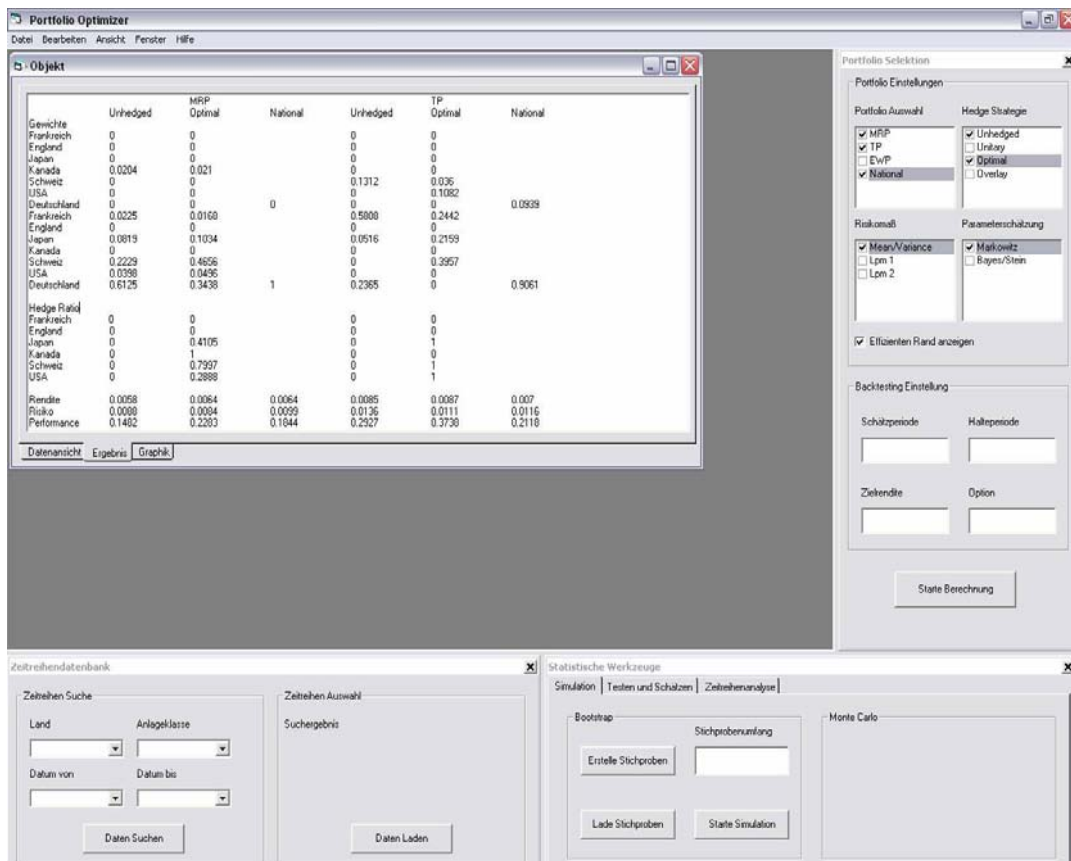 Portfolio Optimizer
Datei Bearbeiten Ansicht Fenster Hilfe
Objekt
MRP TP
Unhedged Optimal National Unhedged Optimal National
Gewichte
Frankreich 0 0 0 0
England 0 0 0 0
Japan 0 0 0 0
Kanada 0.0204 0.021 0 0
Schweiz 0 0 0.1312 0.036
USA 0 0 0 0.1082
Deutschland 0 0 0 0 0 0.0939
Frankreich 0.0225 0.0168 0.5808 0.2442
England 0 0 0 0
Japan 0.0819 0.1034 0.0516 0.2159
Kanada 0 0 0 0
Schweiz 0.2229 0.4656 0 0.3957
USA 0.0398 0.0496 0 0
Deutschland 0.6125 0.3438 1 0.2365 0 0.9061
Hedge Ratio
Frankreich 0 0 0 0
England 0 0 0 0
Japan 0 0.4105 0 1
Kanada 0 1 0 0
Schweiz 0 0.7997 0 1
USA 0 0.2888 0 1
Rendite 0.0058 0.0064 0.0064 0.0085 0.0087 0.007
Risiko 0.0088 0.0084 0.0099 0.0136 0.0111 0.0116
Performance 0.1482 0.2283 0.1844 0.2927 0.3738 0.2118
Datenansicht Ergebnis Graphik
Portfolio Selektion
Portfolio Einstellungen
Portfolio Auswahl Hedge Strategie
MRP Unhedged
TP Unitary
EWP Optimal
National Overlay
Risikomaß Parameterschätzung
Mean/Variance Markowitz
Lpm 1 Bayes/Stein
Lpm 2
Effizienten Rand anzeigen
Backtesting Einstellung
Schätzperiode Halteperiode
Zielrendite Option
Starte Berechnung
Zeitreihendatenbank
Zeitreihen Suche Zeitreihen Auswahl
Land Anlageklasse Suchergebnis
Datum von Datum bis
Daten Suchen Daten Laden
Statistische Werkzeuge
Simulation Testen und Schätzen Zeitreihenanalyse
Bootstrap Monte Carlo
Stichprobenumfang
Erstelle Stichproben
Lade Stichproben Starte Simulation